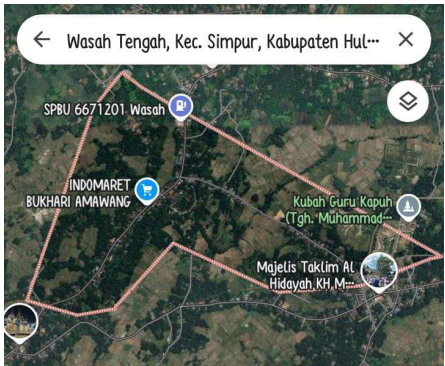 Wasah Tengah, Kec. Simpur, Kabupaten Hul...
SPBU 6671201 Wasah
INDOMARET
BUKHARI AMAWANG
Kubah Guru Kapuh
(Tgh. Muhammad...
Majelis Taklim Al
Hidayah KH M...